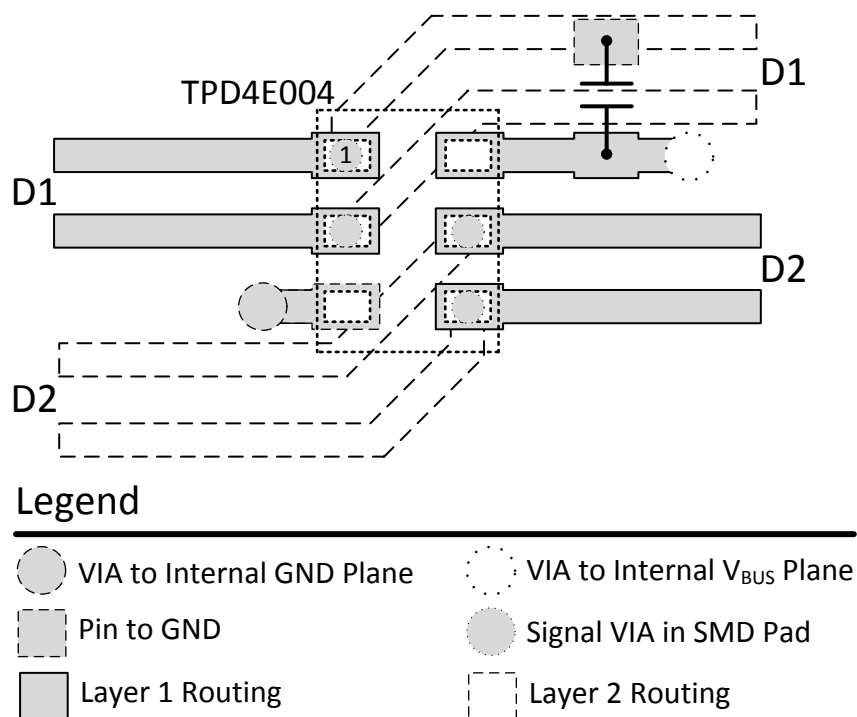 TPD4E004
D1
1
D1
D2
D2
Legend
VIA to Internal GND Plane
VIA to Internal VBUS Plane
Pin to GND
Signal VIA in SMD Pad
Layer 1 Routing
Layer 2 Routing